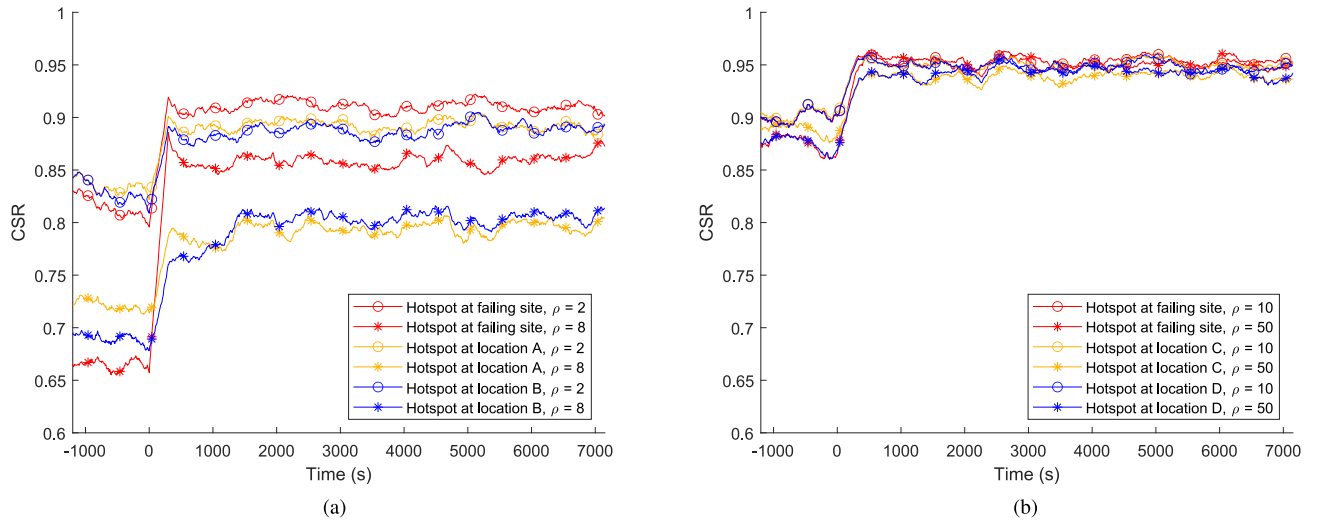 1
0.95
0.9
0.85
0.8
0.75
0.7
0.65
0.6
CSR
-1000 0 1000 2000 3000 4000 5000 6000 7000
Time (s)
Hotspot at failing site, ρ = 2
Hotspot at failing site, ρ = 8
Hotspot at location A, ρ = 2
Hotspot at location A, ρ = 8
Hotspot at location B, ρ = 2
Hotspot at location B, ρ = 8
(a)
1
0.95
0.9
0.85
0.8
0.75
0.7
0.65
0.6
CSR
-1000 0 1000 2000 3000 4000 5000 6000 7000
Time (s)
Hotspot at failing site, ρ = 10
Hotspot at failing site, ρ = 50
Hotspot at location C, ρ = 10
Hotspot at location C, ρ = 50
Hotspot at location D, ρ = 10
Hotspot at location D, ρ = 50
(b)